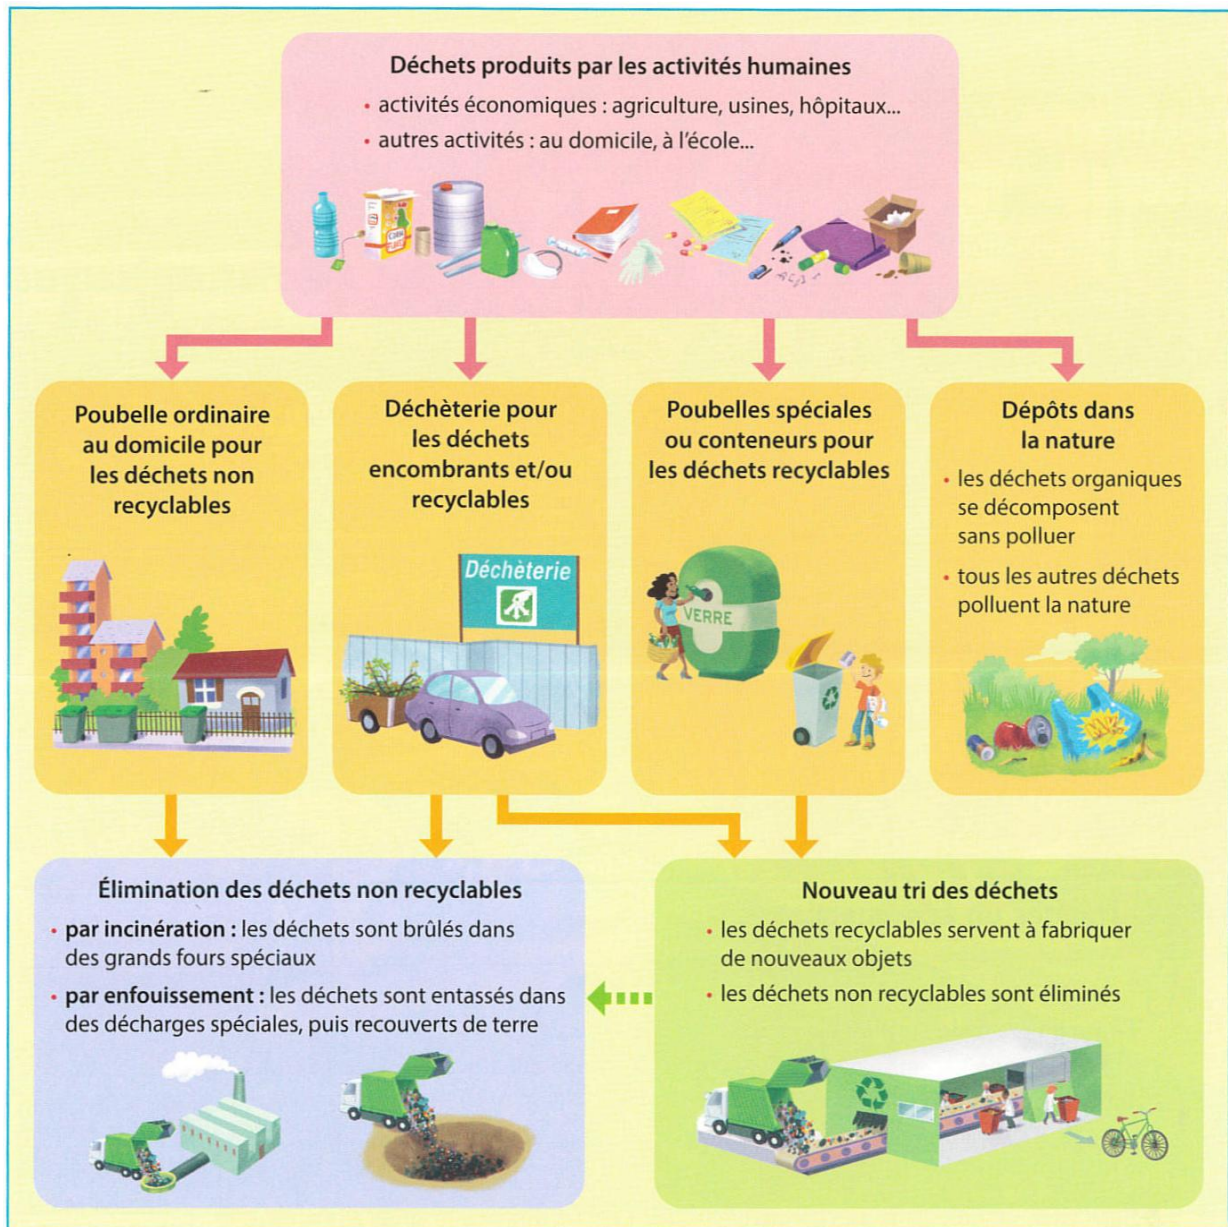 Déchets produits par les activités humaines
• activités économiques : agriculture, usines, hôpitaux...
• autres activités : au domicile, à l'école...
Poubelle ordinaire
au domicile pour
les déchets non
recyclables
Déchèterie pour
les déchets
encombrants et/ou
recyclables
Déchèterie
Poubelles spéciales
ou conteneurs pour
les déchets recyclables
VERRE
Dépôts dans
la nature
• les déchets organiques
se décomposent
sans polluer
• tous les autres déchets
polluent la nature
Élimination des déchets non recyclables
• par incinération : les déchets sont brûlés dans
des grands fours spéciaux
• par enfouissement : les déchets sont entassés dans
des décharges spéciales, puis recouverts de terre
Nouveau tri des déchets
• les déchets recyclables servent à fabriquer
de nouveaux objets
• les déchets non recyclables sont éliminés